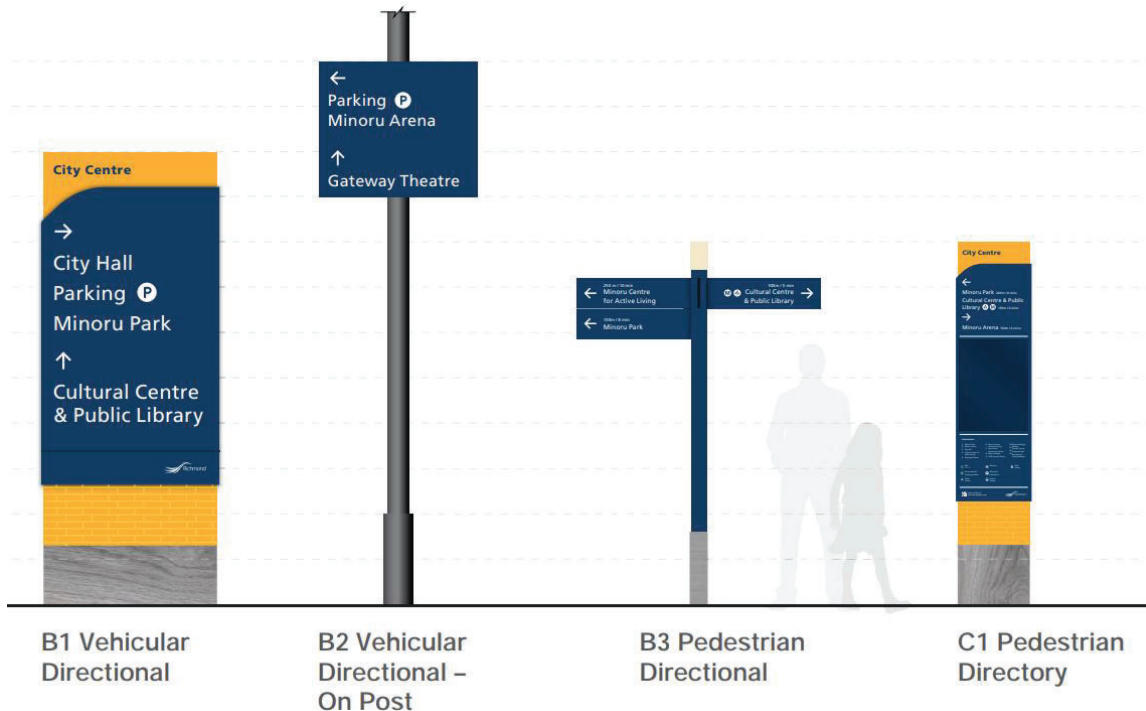 City Centre
→
City Hall
Parking P
Minoru Park
↑
Cultural Centre
& Public Library
Richmond
←
Parking P
Minoru Arena
↑
Gateway Theatre
←
Minoru Centre
for Active Living
←
Minoru Park
Cultural Centre →
& Public Library
City Centre
←
Minoru Park
Cultural Centre & Public
Library
→
Minoru Arena
B1 Vehicular
Directional
B2 Vehicular
Directional –
On Post
B3 Pedestrian
Directional
C1 Pedestrian
Directory